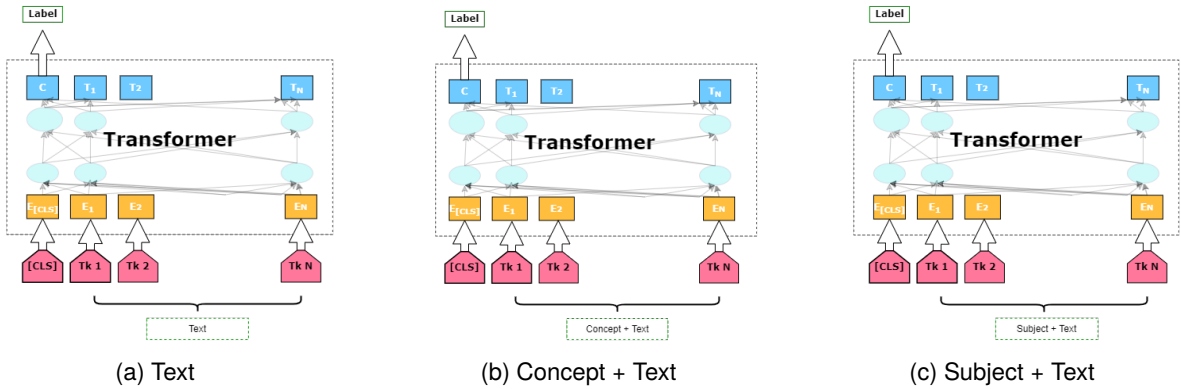 Label
C T1 T2 TN
Transformer
E[CLS] E1 E2 EN
[CLS] Tk 1 Tk 2 Tk N
Text
(a) Text
Label
C T1 T2 TN
Transformer
E[CLS] E1 E2 EN
[CLS] Tk 1 Tk 2 Tk N
Concept + Text
(b) Concept + Text
Label
C T1 T2 TN
Transformer
E[CLS] E1 E2 EN
[CLS] Tk 1 Tk 2 Tk N
Subject + Text
(c) Subject + Text